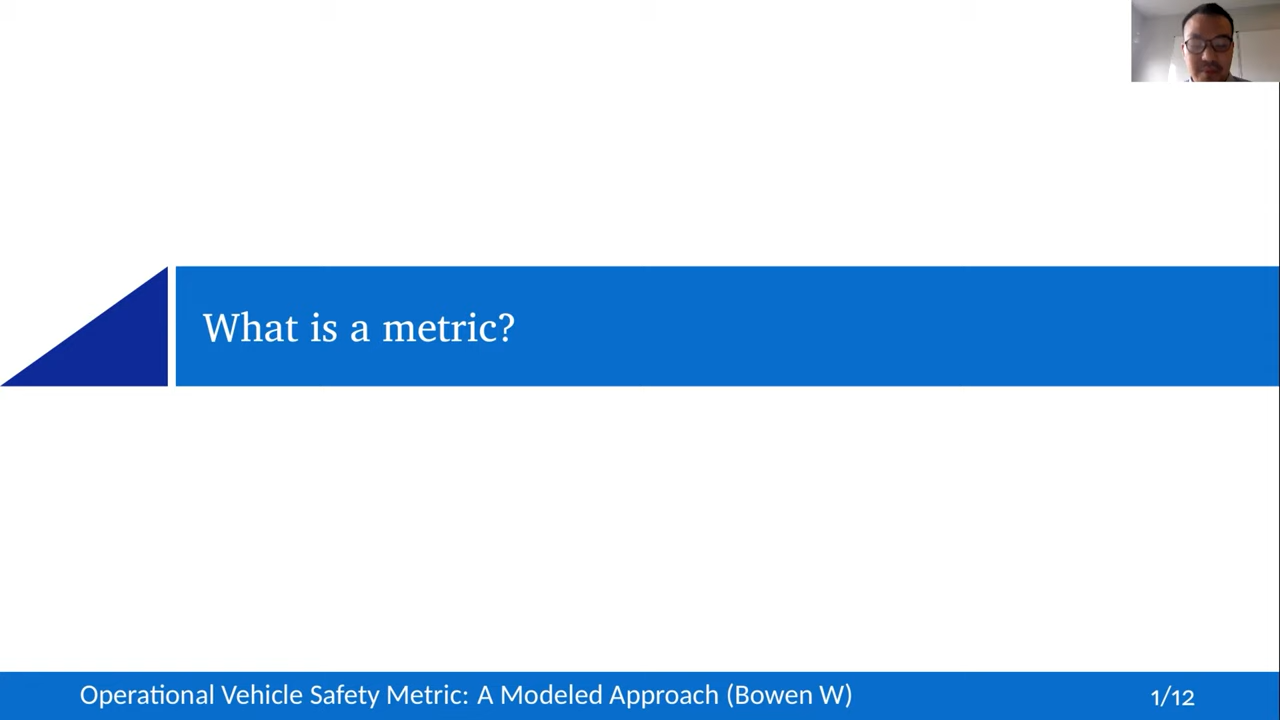 What is a metric?
Operational Vehicle Safety Metric: A Modeled Approach (Bowen W)
1/12